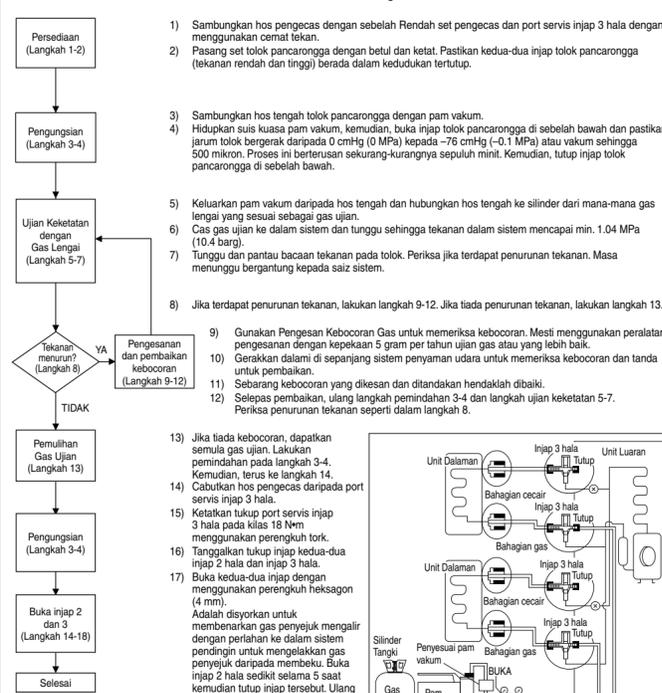 Persediaan
(Langkah 1-2)
Pengungsian
(Langkah 3-4)
Ujian Keketatan
dengan
Gas Lengai
(Langkah 5-7)
Tekanan
menurun?
(Langkah 8)
YA
Pengesanan
dan pembaikan
kebocoran
(Langkah 9-12)
TIDAK
Pemulihan
Gas Ujian
(Langkah 13)
Pengungsian
(Langkah 3-4)
Buka injap 2
dan 3
(Langkah 14-18)
Selesai
1) Sambungkan hos pengecas dengan sebelah Rendah set pengecas dan port servis injap 3 hala dengan
menggunakan cemat tekan.
2) Pasang set tolok pancarongga dengan betul dan ketat. Pastikan kedua-dua injap tolok pancarongga
(tekanan rendah dan tinggi) berada dalam kedudukan tertutup.
3) Sambungkan hos tengah tolok pancarongga dengan pam vakum.
4) Hidupkan suis kuasa pam vakum, kemudian, buka injap tolok pancarongga di sebelah bawah dan pastika
jarum tolok bergerak daripada 0 cmHg (0 MPa) kepada –76 cmHg (–0.1 MPa) atau vakum sehingga
500 mikron. Proses ini berterusan sekurang-kurangnya sepuluh minit. Kemudian, tutup injap tolok
pancarongga di sebelah bawah.
5) Keluarkan pam vakum daripada hos tengah dan hubungkan hos tengah ke silinder dari mana-mana gas
lengai yang sesuai sebagai gas ujian.
6) Cas gas ujian ke dalam sistem dan tunggu sehingga tekanan dalam sistem mencapai min. 1.04 MPa
(10.4 barg).
7) Tunggu dan pantau bacaan tekanan pada tolok. Periksa jika terdapat penurunan tekanan. Masa
menunggu bergantung kepada saiz sistem.
8) Jika terdapat penurunan tekanan, lakukan langkah 9-12. Jika tiada penurunan tekanan, lakukan langkah 13.
9) Gunakan Pengesan Kebocoran Gas untuk memeriksa kebocoran. Mesti menggunakan peralatan
pengesanan dengan kepekaan 5 gram per tahun ujian gas atau yang lebih baik.
10) Gerakkan dalami di sepanjang sistem penyaman udara untuk memeriksa kebocoran dan tanda
untuk pembaikan.
11) Sebarang kebocoran yang dikesan dan ditandakan hendaklah dibaiki.
12) Selepas pembaikan, ulang langkah pemindahan 3-4 dan langkah ujian keketatan 5-7.
Periksa penurunan tekanan seperti dalam langkah 8.
13) Jika tiada kebocoran, dapatkan
semula gas ujian. Lakukan
pemindahan pada langkah 3-4.
Kemudian, terus ke langkah 14.
14) Cabutkan hos pengecas daripada port
servis injap 3 hala.
15) Ketatkan tukup port servis injap
3 hala pada kilas 18 N•m
menggunakan perengkuh tork.
16) Tanggalkan tukup injap kedua-dua
injap 2 hala dan injap 3 hala.
17) Buka kedua-dua injap dengan
menggunakan perengkuh heksagon
(4 mm).
Adalah disyorkan untuk
membenarkan gas penyejuk mengalir
dengan perlahan ke dalam sistem
pendingin untuk mengelakkan gas
penyejuk daripada membeku. Buka
injap 2 hala sedikit selama 5 saat
kemudian tutup injap tersebut. Ulang
Injap 3 hala
Unit Luaran
Unit Dalaman
Tutup
Bahagian cecair
Injap 3 hala
Tutup
Bahagian gas
Injap 3 hala
Unit Dalaman
Tutup
Bahagian cecair
Injap 3 hala
Tutup
Silinder
Tangki
Penyesuai pam
vakum
Bahagian gas
BUKA
Gas
Pam